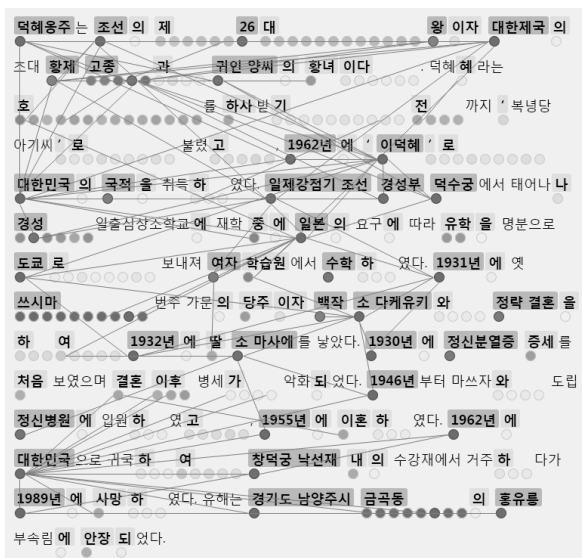 덕혜옹주는 조선의 제 26대 왕이자 대한제국의
초대 황제 고종 과 귀인 양씨의 황녀이다 . 덕혜 혜라는
호 를 하사받기 전 까지 ‘복녕당
아기씨’로 불렸고 , 1962년에 ‘이덕혜’로
대한민국의 국적을 취득하 였다. 일제강점기 조선 경성부 덕수궁에서 태어나 나
경성 일출심상소학교에 재학 중에 일본의 요구에 따라 유학을 명분으로
도쿄로 보내져 여자 학습원에서 수학하 였다. 1931년에 옛
쓰시마 번주 가문의 당주이자 백작 소 다케유키와 정략 결혼을
하 여 1932년에 딸 소 마사에를 낳았다. 1930년에 정신분열증 증세를
처음 보였으며 결혼 이후 병세가 악화되었다. 1946년부터 마쓰자와 도립
정신병원에 입원하 였고 , 1955년에 이혼하 였다. 1962년에
대한민국으로 귀국하 여 창덕궁 낙선재 내의 수강재에서 거주하 다가
1989년에 사망하 였다. 유해는 경기도 남양주시 금곡동 의 홍유릉
부속림에 안장되었다.